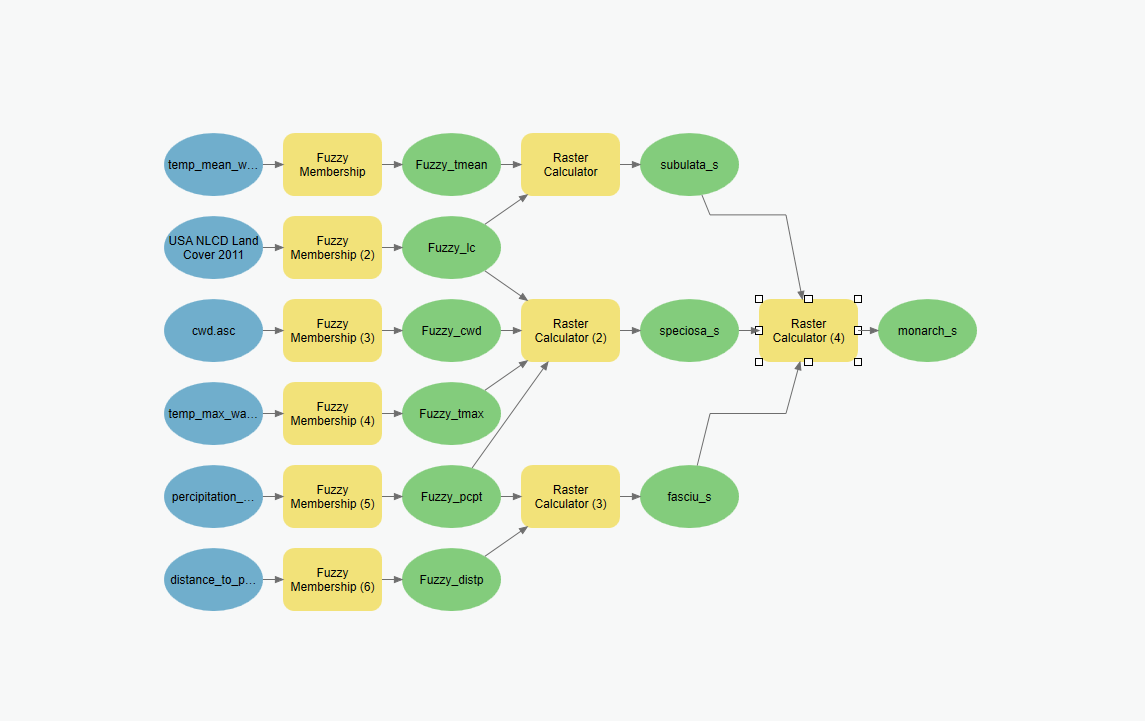 temp_mean_w...
Fuzzy
Membership
Fuzzy_tmean
Raster
Calculator
subulata_s
USA NLCD Land
Cover 2011
Fuzzy
Membership (2)
Fuzzy_lc
cwd.asc
Fuzzy
Membership (3)
Fuzzy_cwd
Raster
Calculator (2)
speciosa_s
Raster
Calculator (4)
monarch_s
temp_max_wa...
Fuzzy
Membership (4)
Fuzzy_tmax
percipitation_...
Fuzzy
Membership (5)
Fuzzy_pcpt
Raster
Calculator (3)
fasciu_s
distance_to_p...
Fuzzy
Membership (6)
Fuzzy_distp